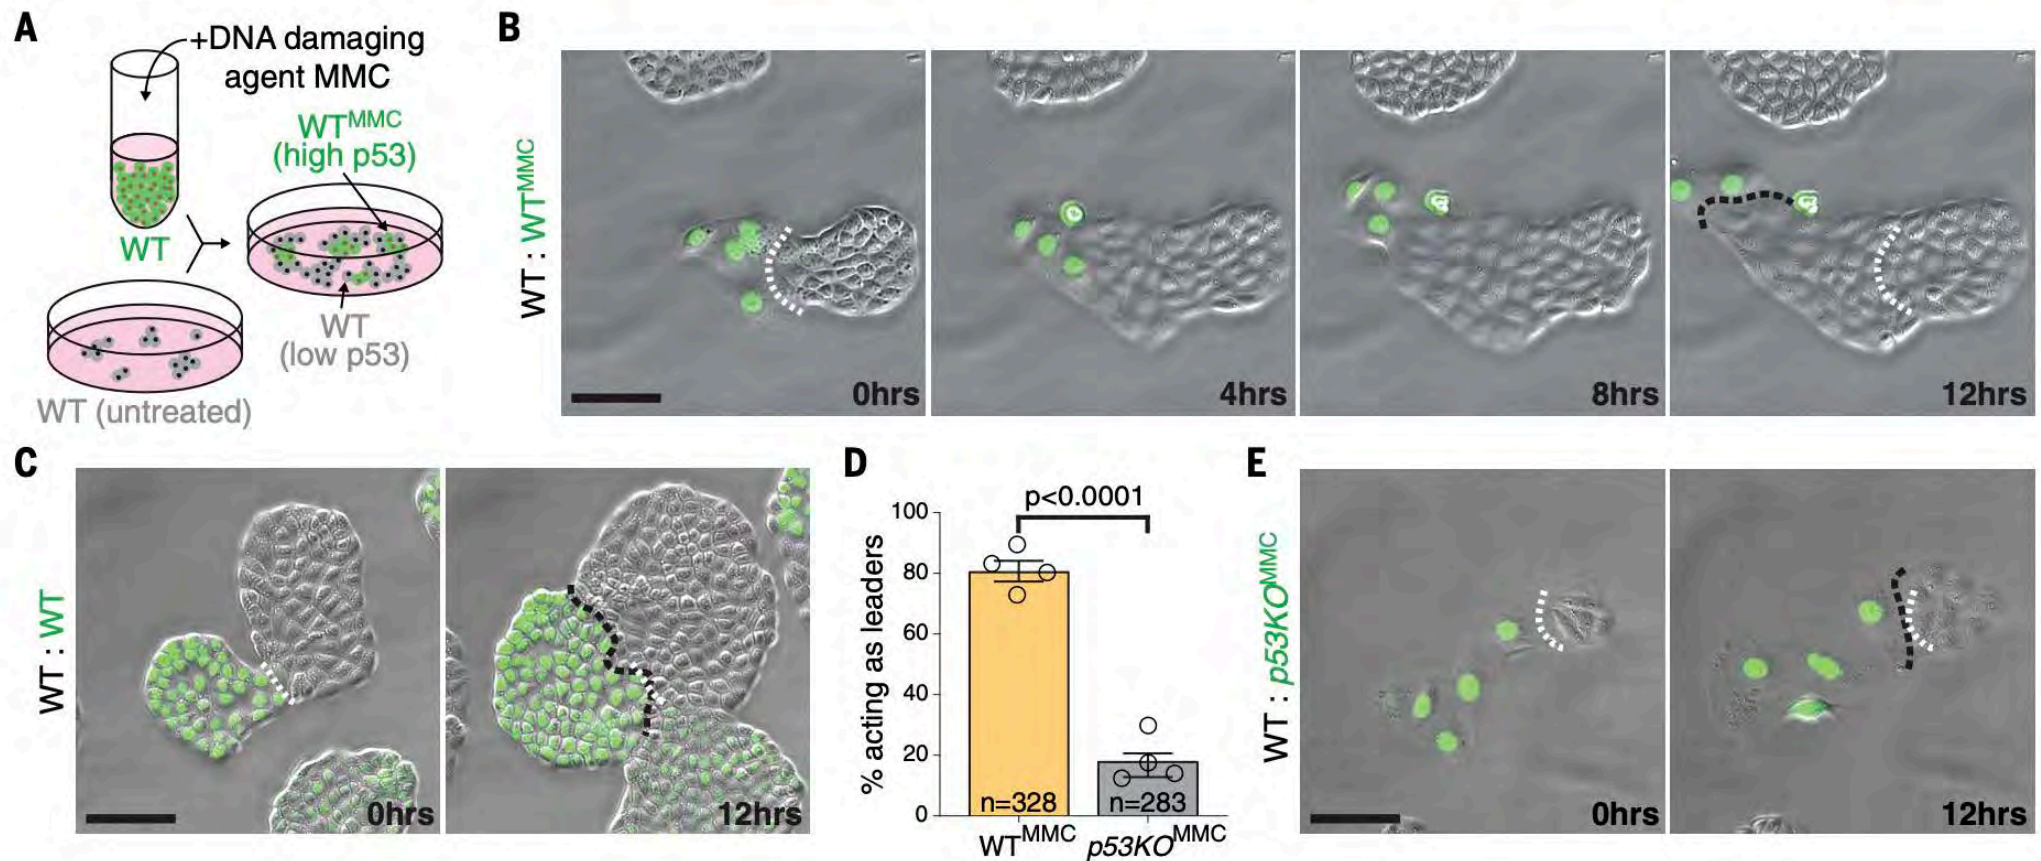 A
+DNA damaging
agent MMC
WT^MMC
(high p53)
WT
WT
(low p53)
WT (untreated)
B
WT : WT^MMC
0hrs
4hrs
8hrs
12hrs
C
WT : WT
0hrs
12hrs
D
p<0.0001
% acting as leaders
100
80
60
40
20
0
n=328
n=283
WT^MMC
p53KO^MMC
E
WT : p53KO^MMC
0hrs
12hrs